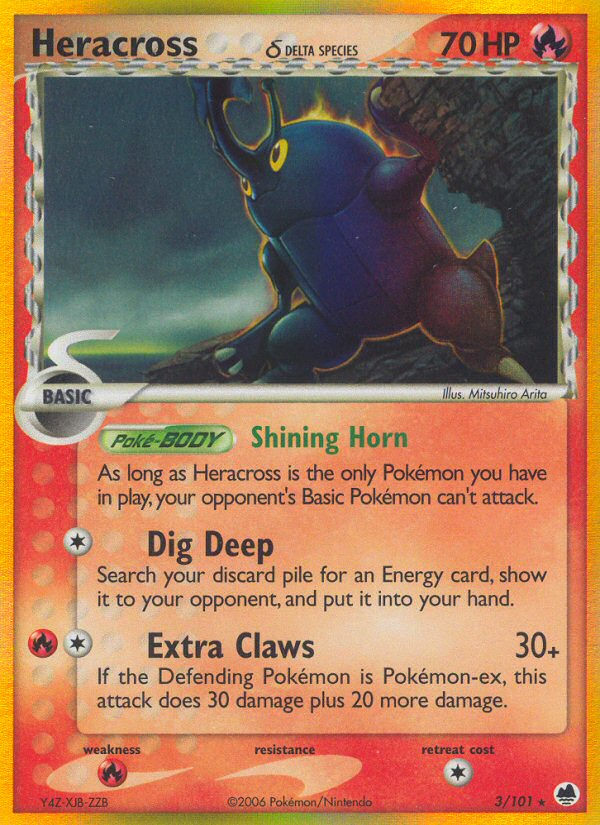 Heracross δ DELTA SPECIES 70 HP
BASIC
Illus. Mitsuhiro Arita
Poké-BODY Shining Horn
As long as Heracross is the only Pokémon you have
in play, your opponent's Basic Pokémon can't attack.
Dig Deep
Search your discard pile for an Energy card, show
it to your opponent, and put it into your hand.
Extra Claws 30+
If the Defending Pokémon is Pokémon-ex, this
attack does 30 damage plus 20 more damage.
weakness resistance retreat cost
Y4Z-XJB-ZZB ©2006 Pokémon/Nintendo 3/101 ★